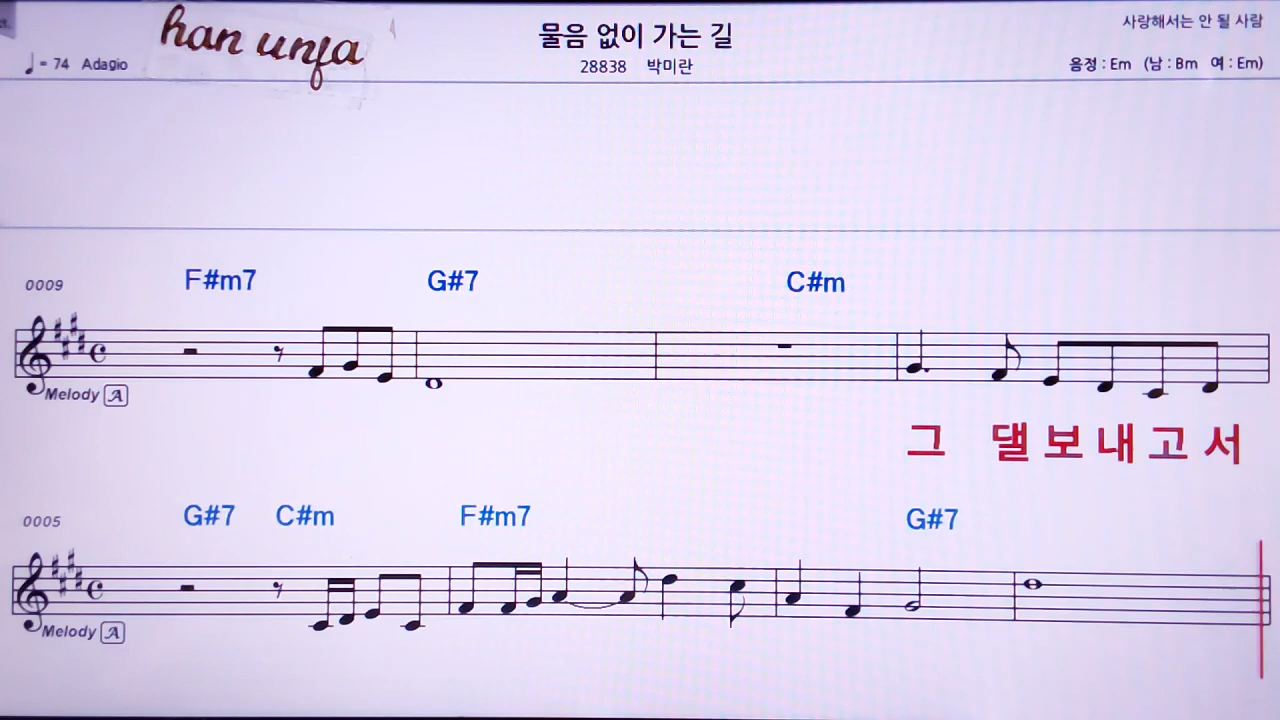 han unfa
물음 없이 가는 길
사랑해서는 안 될 사람
= 74 Adagio
28838 박미란
음정 : Em (남 : Bm 여 : Em)
0009 F#m7 G#7 C#m
Melody A
그 댈 보 내 고 서
0005 G#7 C#m F#m7 G#7
Melody A